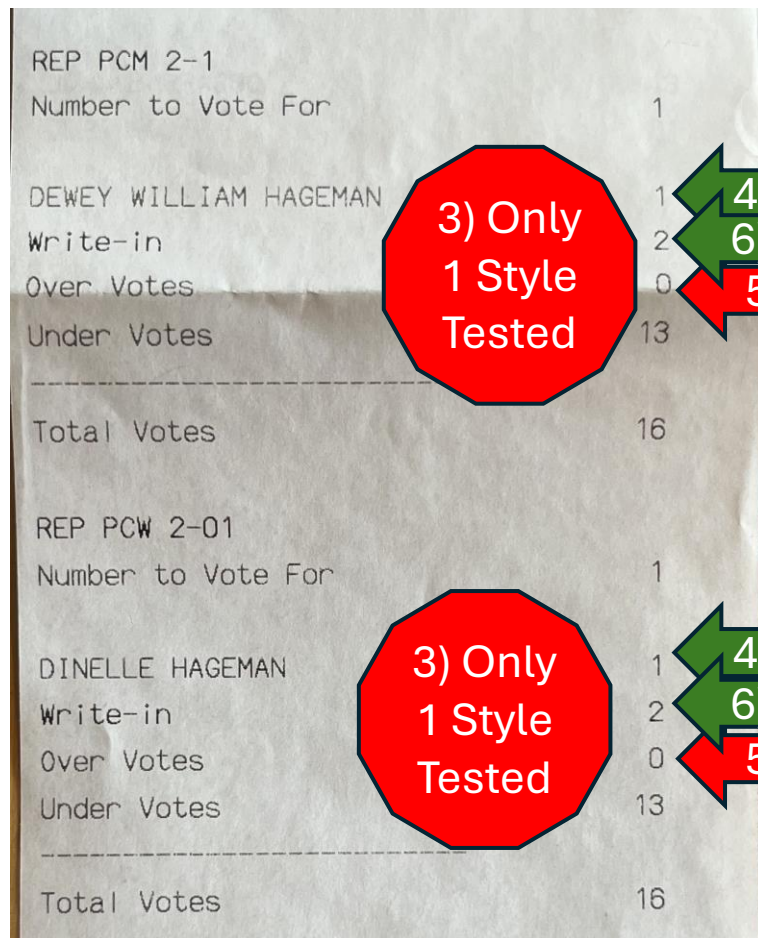 REP PCM 2-1
Number to Vote For 1
DEWEY WILLIAM HAGEMAN 1 4
Write-in 2 6
Over Votes 0 5
Under Votes 13
3) Only
1 Style
Tested
Total Votes 16
REP PCW 2-01
Number to Vote For 1
DINELLE HAGEMAN 1 4
Write-in 2 6
Over Votes 0 5
Under Votes 13
3) Only
1 Style
Tested
Total Votes 16